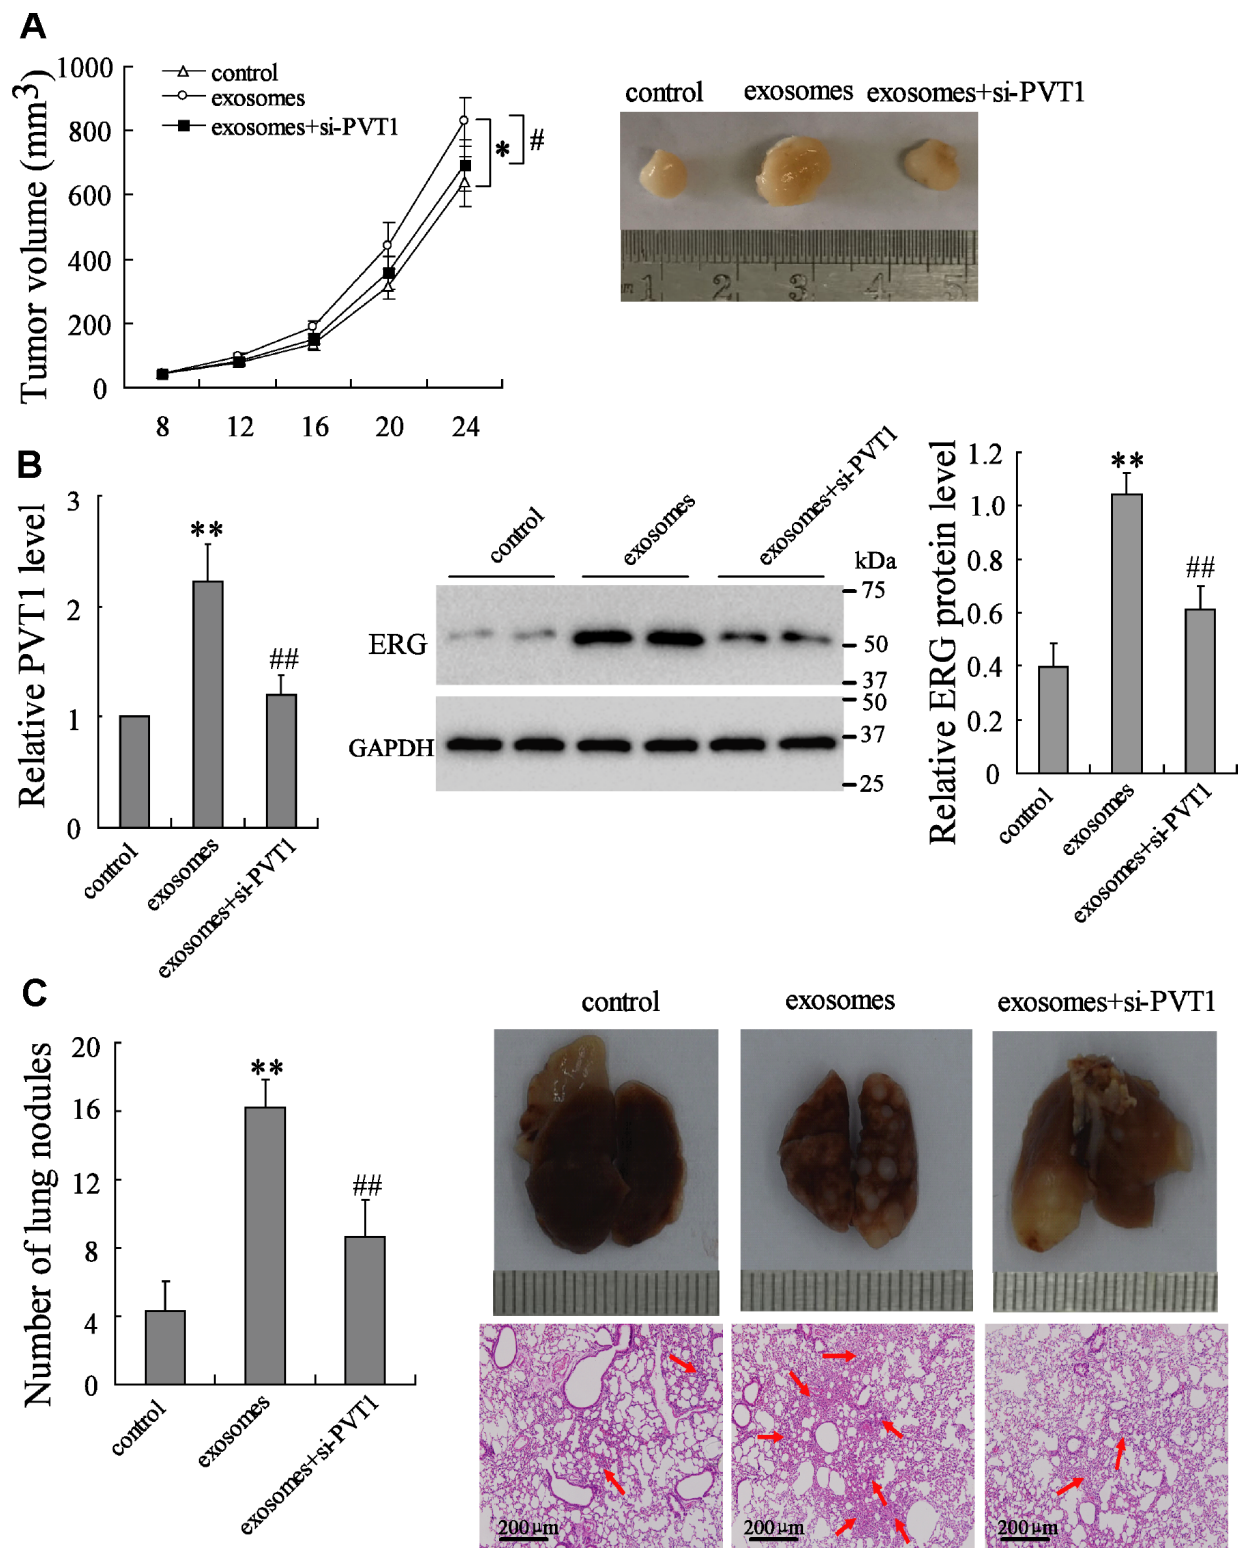 A
1000
800
600
400
200
0
Tumor volume (mm3)
control
exosomes
exosomes+si-PVT1
* #
8 12 16 20 24
control exosomes exosomes+si-PVT1
1 2 3 4 5
B
Relative PVT1 level
3
2
1
0
**
##
control
exosomes
exosomes+si-PVT1
control
exosomes
exosomes+si-PVT1
kDa
ERG
75
50
37
GAPDH
50
37
25
Relative ERG protein level
1.2
1.0
0.8
0.6
0.4
0.2
0
**
##
control
exosomes
exosomes+si-PVT1
C
Number of lung nodules
20
16
12
8
4
0
**
##
control
exosomes
exosomes+si-PVT1
control exosomes exosomes+si-PVT1
200μm 200μm 200μm